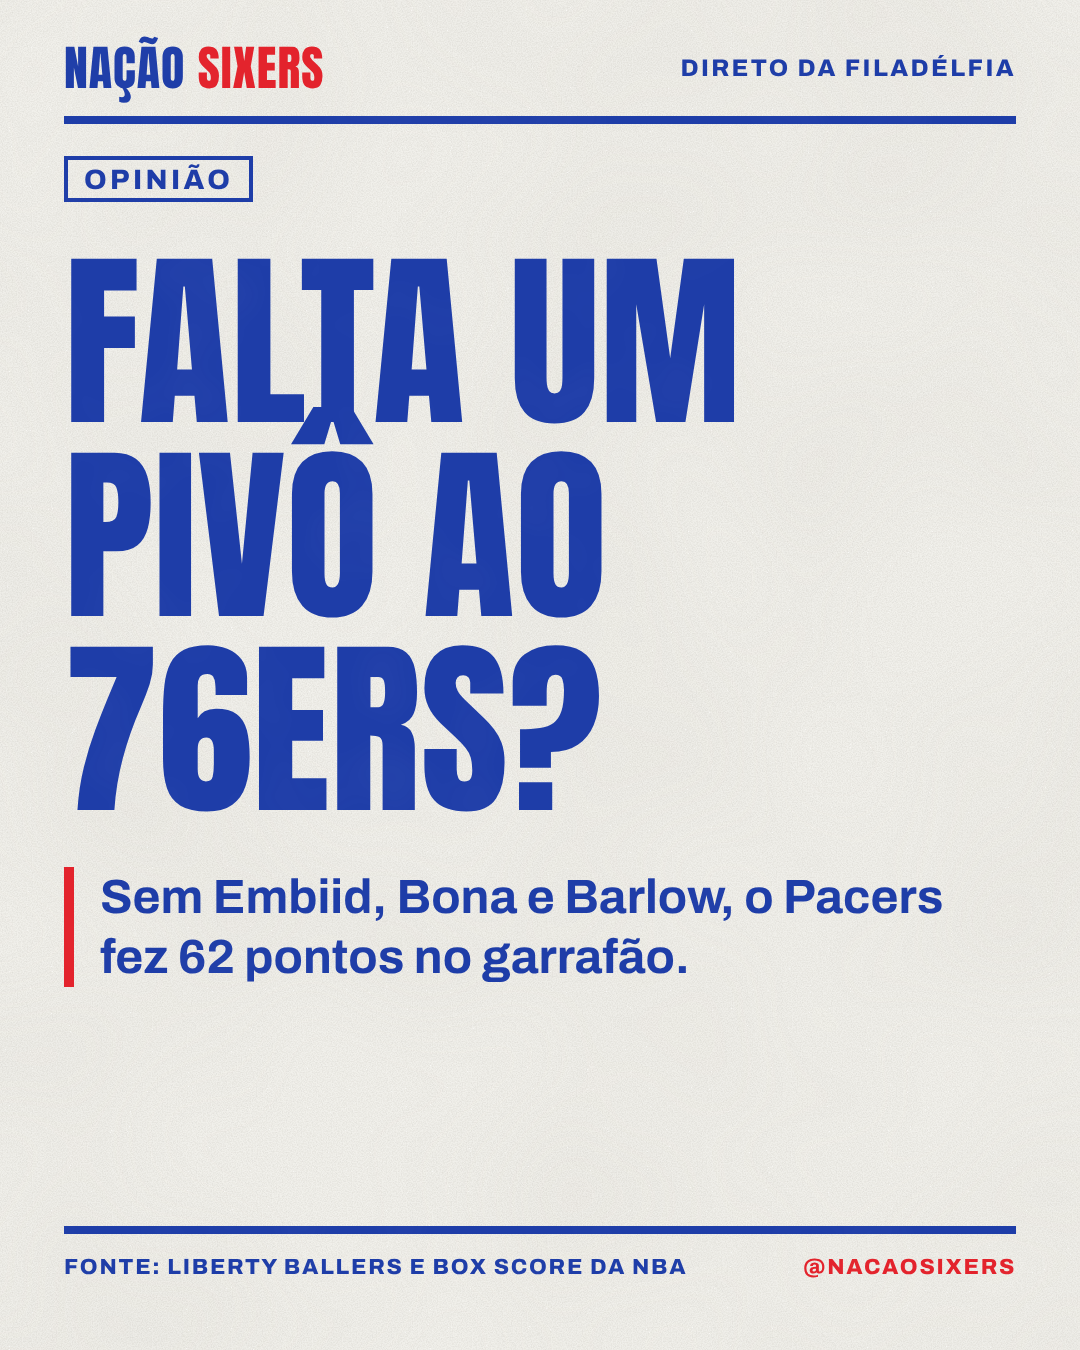 NAÇÃO SIXERS
DIRETO DA FILADÉLFIA
OPINIÃO
FALTA UM
PIVÔ AO
76ERS?
Sem Embiid, Bona e Barlow, o Pacers
fez 62 pontos no garrafão.
FONTE: LIBERTY BALLERS E BOX SCORE DA NBA
@NACAOSIXERS